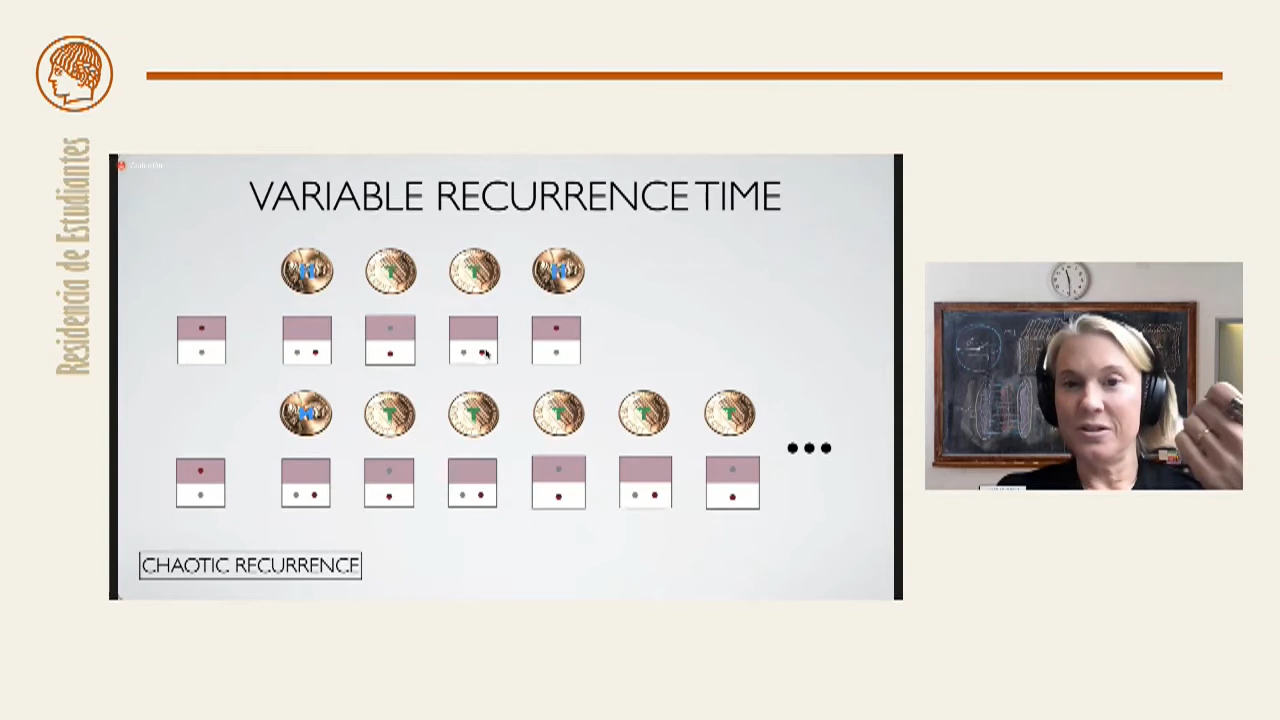 Residencia de Estudiantes
VARIABLE RECURRENCE TIME
H T T H
H T T T T T
CHAOTIC RECURRENCE